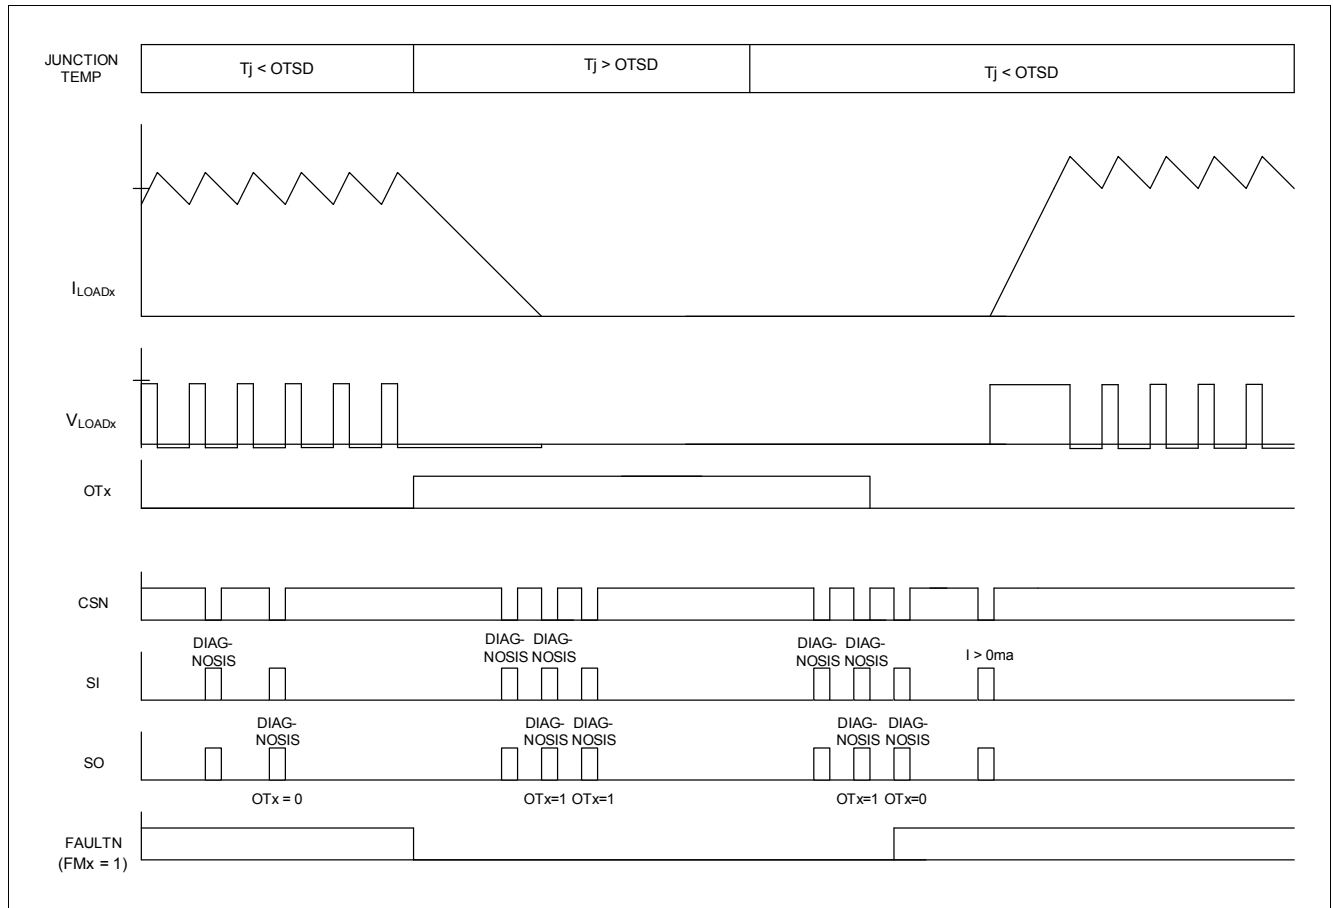 JUNCTION
TEMP
Tj < OTSD
Tj > OTSD
Tj < OTSD
ILOADx
VLOADx
OTx
CSN
DIAG-
NOSIS
DIAG- DIAG-
NOSIS NOSIS
DIAG- DIAG-
NOSIS NOSIS
I > 0ma
SI
DIAG-
NOSIS
DIAG- DIAG-
NOSIS NOSIS
DIAG- DIAG-
NOSIS NOSIS
SO
OTx = 0
OTx=1 OTx=1
OTx=1 OTx=0
FAULTN
(FMx = 1)